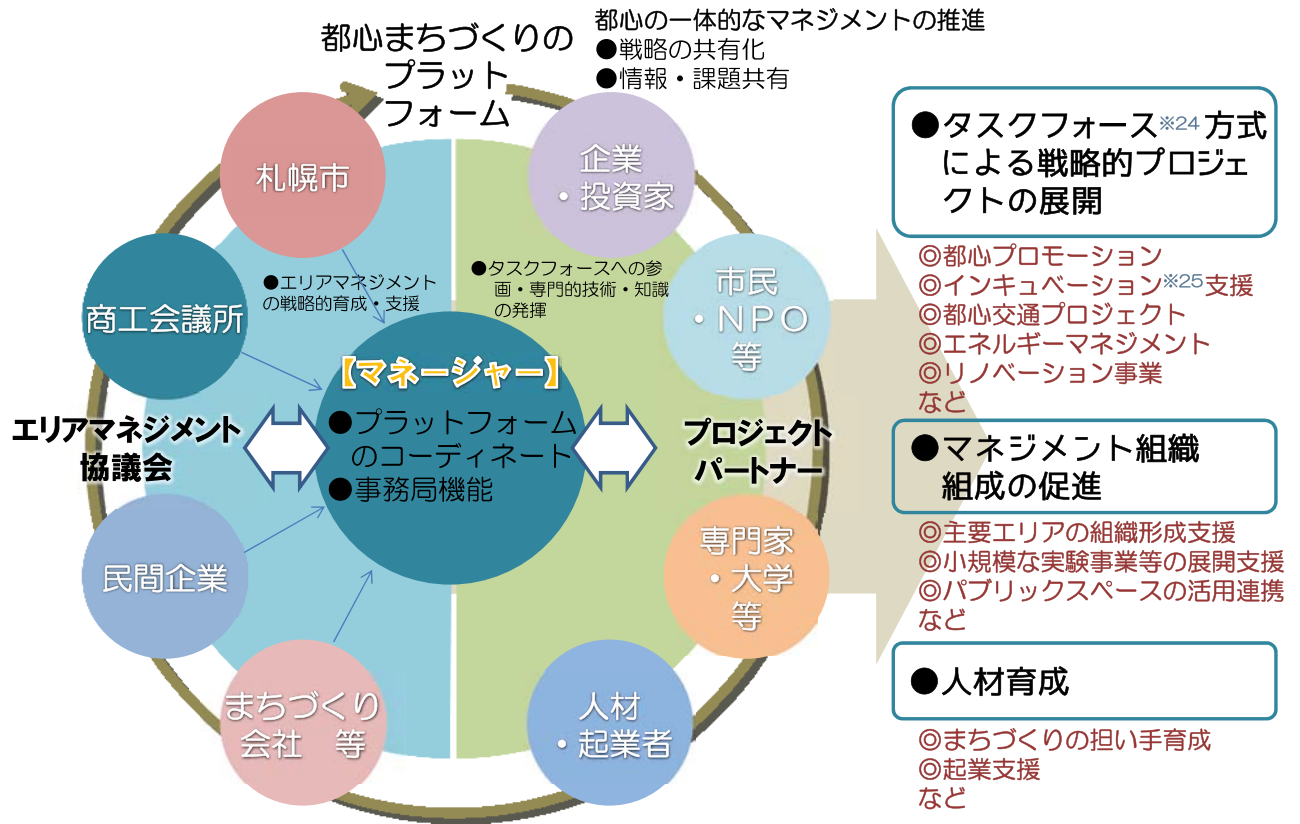 都心まちづくりの
プラット
フォーム
都心の一体的なマネジメントの推進
●戦略の共有化
●情報・課題共有
札幌市
企業
・投資家
商工会議所
市民
・NPO
等
●エリアマネジメント
の戦略的育成・支援
●タスクフォースへの参
画・専門的技術・知識
の発揮
【マネージャー】
●プラットフォーム
のコーディネート
●事務局機能
エリアマネジメント
協議会
プロジェクト
パートナー
民間企業
専門家
・大学
等
まちづくり
会社　等
人材
・起業者
●タスクフォース※24方式
による戦略的プロジェ
クトの展開
◎都心プロモーション
◎インキュベーション※25支援
◎都心交通プロジェクト
◎エネルギーマネジメント
◎リノベーション事業
など
●マネジメント組織
組成の促進
◎主要エリアの組織形成支援
◎小規模な実験事業等の展開支援
◎パブリックスペースの活用連携
など
●人材育成
◎まちづくりの担い手育成
◎起業支援
など